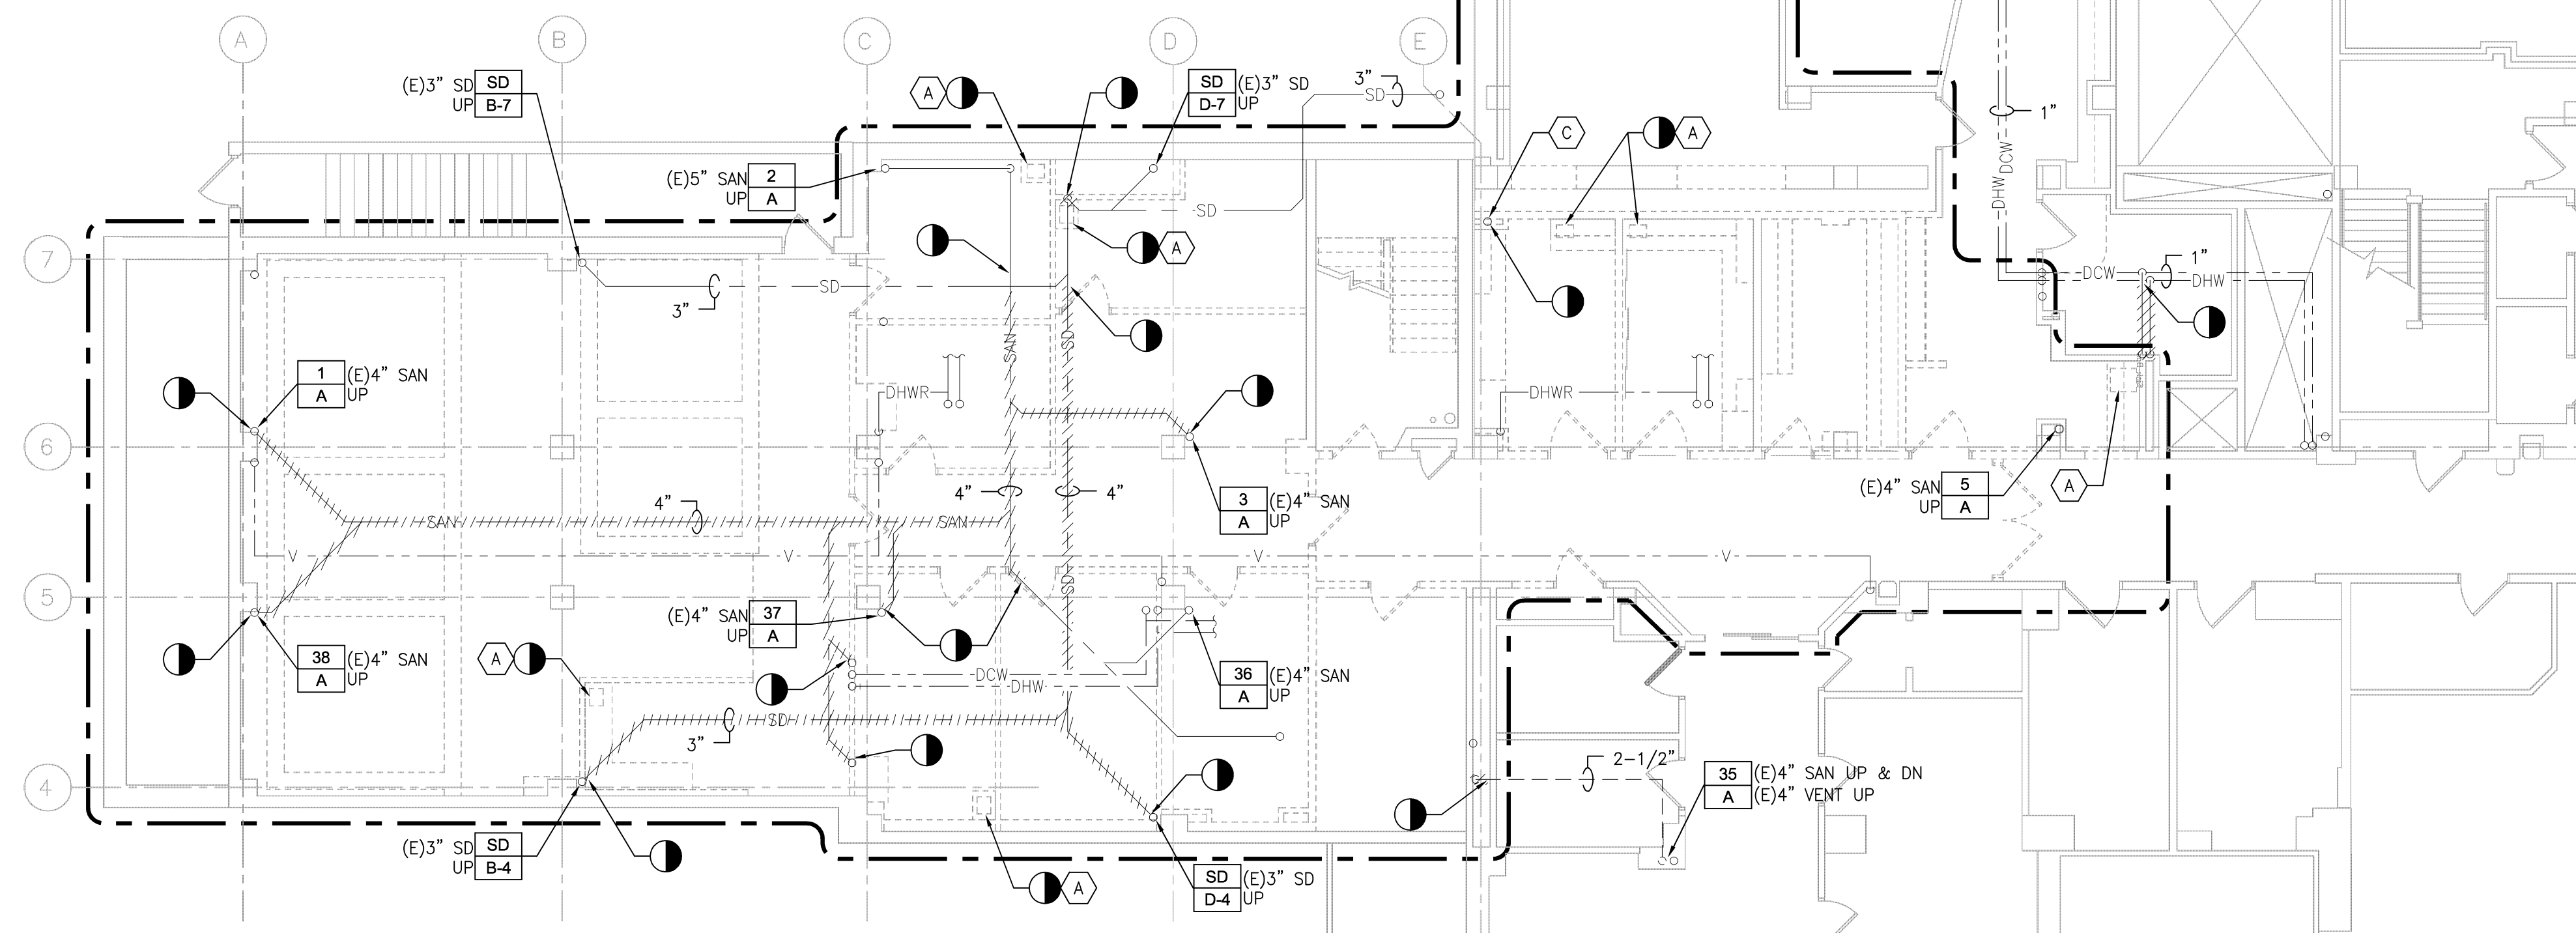 A
B
C
D
E
7
6
5
4
(E)3" SD
UP
SD
B-7
A
SD
D-7
(E)3" SD
UP
3"
SD
C
A
1"
DHW
DCW
(E)5" SAN
UP
2
A
SD
A
3"
SD
SAN
SD
DCW
1"
DHW
1
A
(E)4" SAN
UP
DHWR
DHWR
4"
SAN
SAN
4"
4"
3
A
(E)4" SAN
UP
(E)4" SAN
UP
5
A
A
V
V
V
V
SD
(E)4" SAN
UP
37
A
38
A
(E)4" SAN
UP
A
DCW
DHW
36
A
(E)4" SAN
UP
3"
SD
2-1/2"
35
A
(E)4" SAN UP & DN
(E)4" VENT UP
(E)3" SD
UP
SD
B-4
A
SD
D-4
(E)3" SD
UP